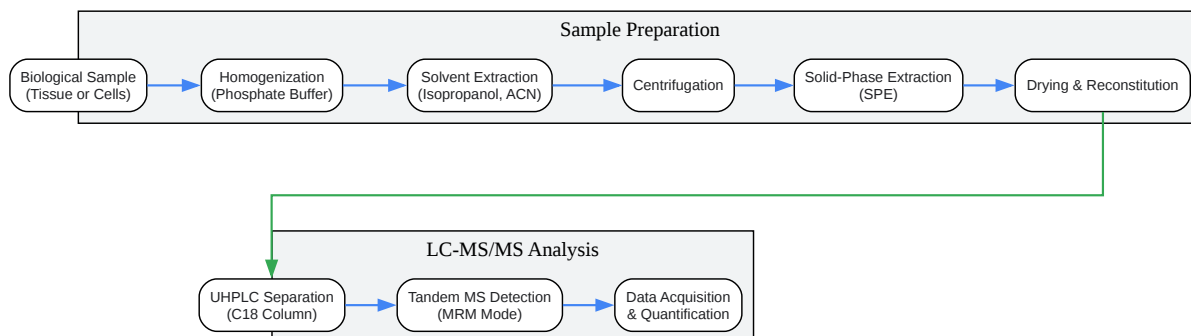 Sample Preparation
Biological Sample
(Tissue or Cells)
Homogenization
(Phosphate Buffer)
Solvent Extraction
(Isopropanol, ACN)
Centrifugation
Solid-Phase Extraction
(SPE)
Drying & Reconstitution
LC-MS/MS Analysis
UHPLC Separation
(C18 Column)
Tandem MS Detection
(MRM Mode)
Data Acquisition
& Quantification